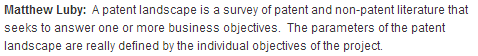 Matthew Luby:  A patent landscape is a survey of patent and non-patent literature that
seeks to answer one or more business objectives.  The parameters of the patent
landscape are really defined by the individual objectives of the project.